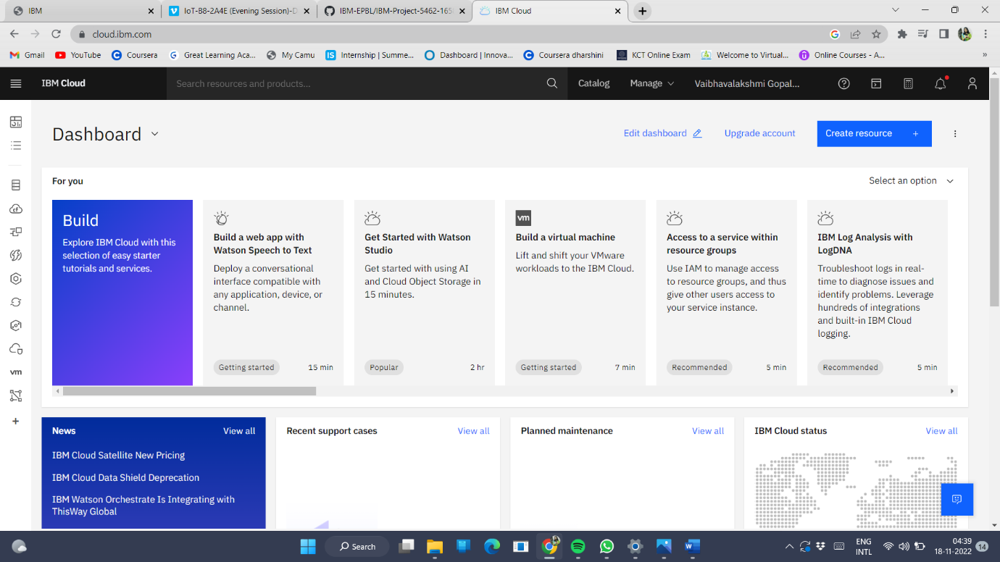 IBM
IoT-B8-2A4E (Evening Session)-D
IBM-EPBL/IBM-Project-5462-165
IBM Cloud
cloud.ibm.com
Gmail
YouTube
Coursera
Great Learning Aca...
My Camu
Internship | Summe...
Dashboard | Innova...
Coursera dharshini
KCT Online Exam
Welcome to Virtual...
Online Courses - A...
»
IBM Cloud
Search resources and products...
Catalog
Manage
Vaibhavalakshmi Gopal...
Dashboard
Edit dashboard
Upgrade account
Create resource +
For you
Select an option
Build
Explore IBM Cloud with this
selection of easy starter
tutorials and services.
Build a web app with
Watson Speech to Text
Deploy a conversational
interface compatible with
any application, device, or
channel.
Getting started 15 min
Get Started with Watson
Studio
Get started with using AI
and Cloud Object Storage in
15 minutes.
Popular 2 hr
vm
Build a virtual machine
Lift and shift your VMware
workloads to the IBM Cloud.
Getting started 7 min
Access to a service within
resource groups
Use IAM to manage access
to resource groups, and thus
give other users access to
your service instance.
Recommended 5 min
IBM Log Analysis with
LogDNA
Troubleshoot logs in real-
time to diagnose issues and
identify problems. Leverage
hundreds of integrations
and built-in IBM Cloud
logging.
Recommended 5 min
vm
News View all
IBM Cloud Satellite New Pricing
IBM Cloud Data Shield Deprecation
IBM Watson Orchestrate Is Integrating with
ThisWay Global
Recent support cases View all
Planned maintenance View all
IBM Cloud status View all
Search
ENG
INTL
04:39
18-11-2022
14